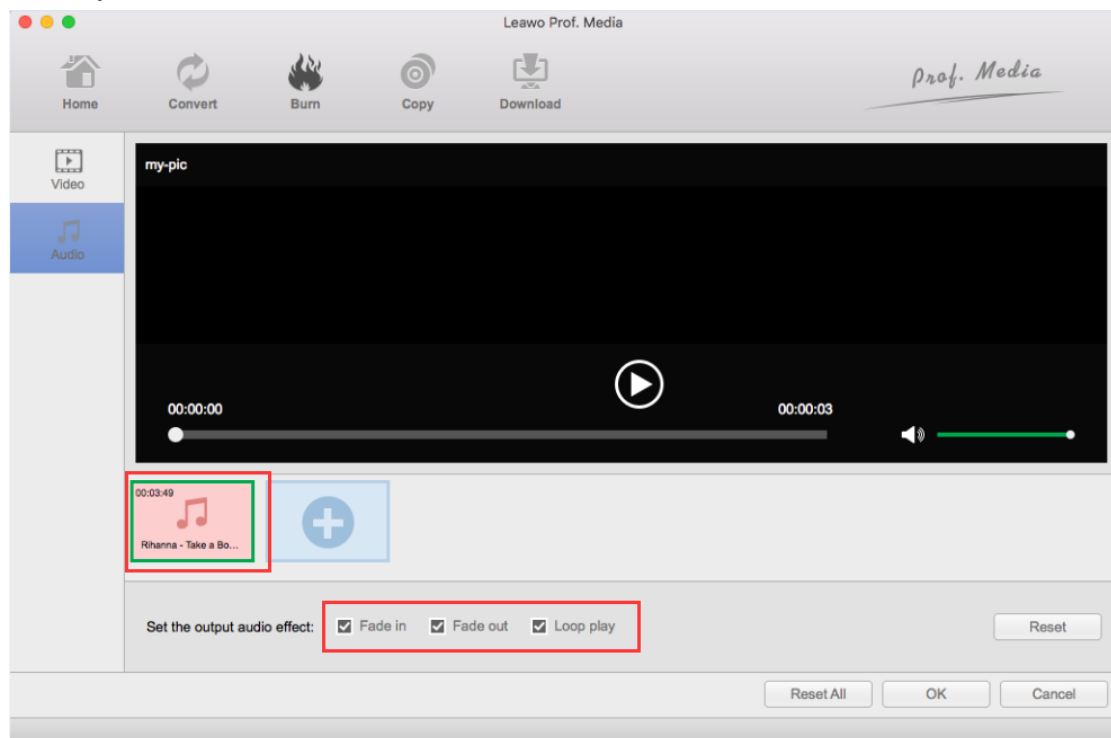 Leawo Prof. Media
Home Convert Burn Copy Download
Prof. Media
Video
Audio
my-pic
00:00:00 00:00:03
00:03:49
Rihanna - Take a Bo...
Set the output audio effect: Fade in Fade out Loop play Reset
Reset All OK Cancel